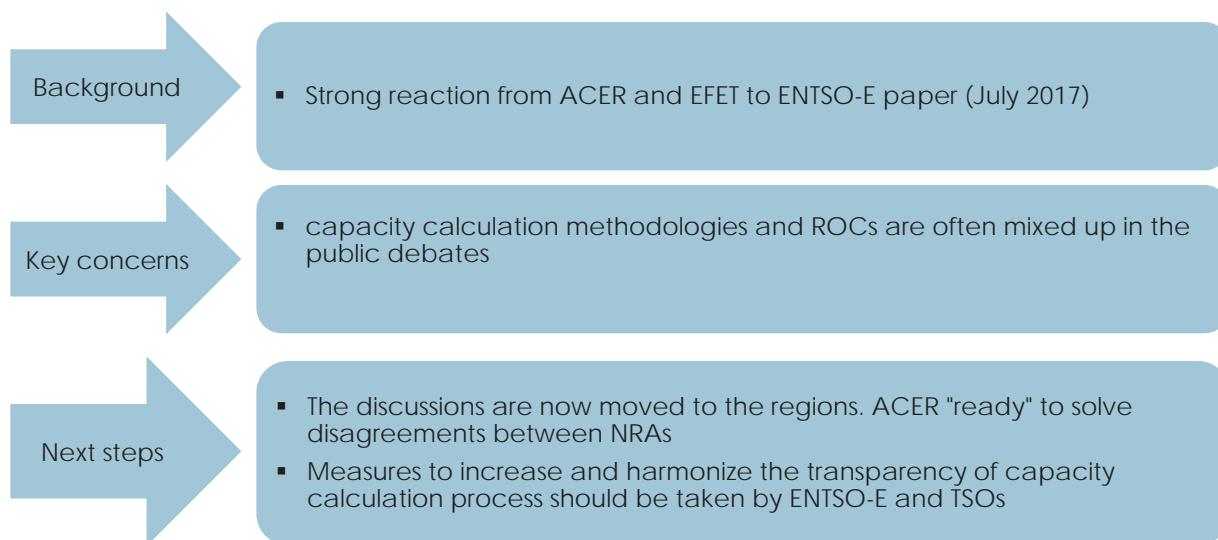 Background
▪ Strong reaction from ACER and EFET to ENTSO-E paper (July 2017)
Key concerns
▪ capacity calculation methodologies and ROCs are often mixed up in the
public debates
Next steps
▪ The discussions are now moved to the regions. ACER "ready" to solve
disagreements between NRAs
▪ Measures to increase and harmonize the transparency of capacity
calculation process should be taken by ENTSO-E and TSOs